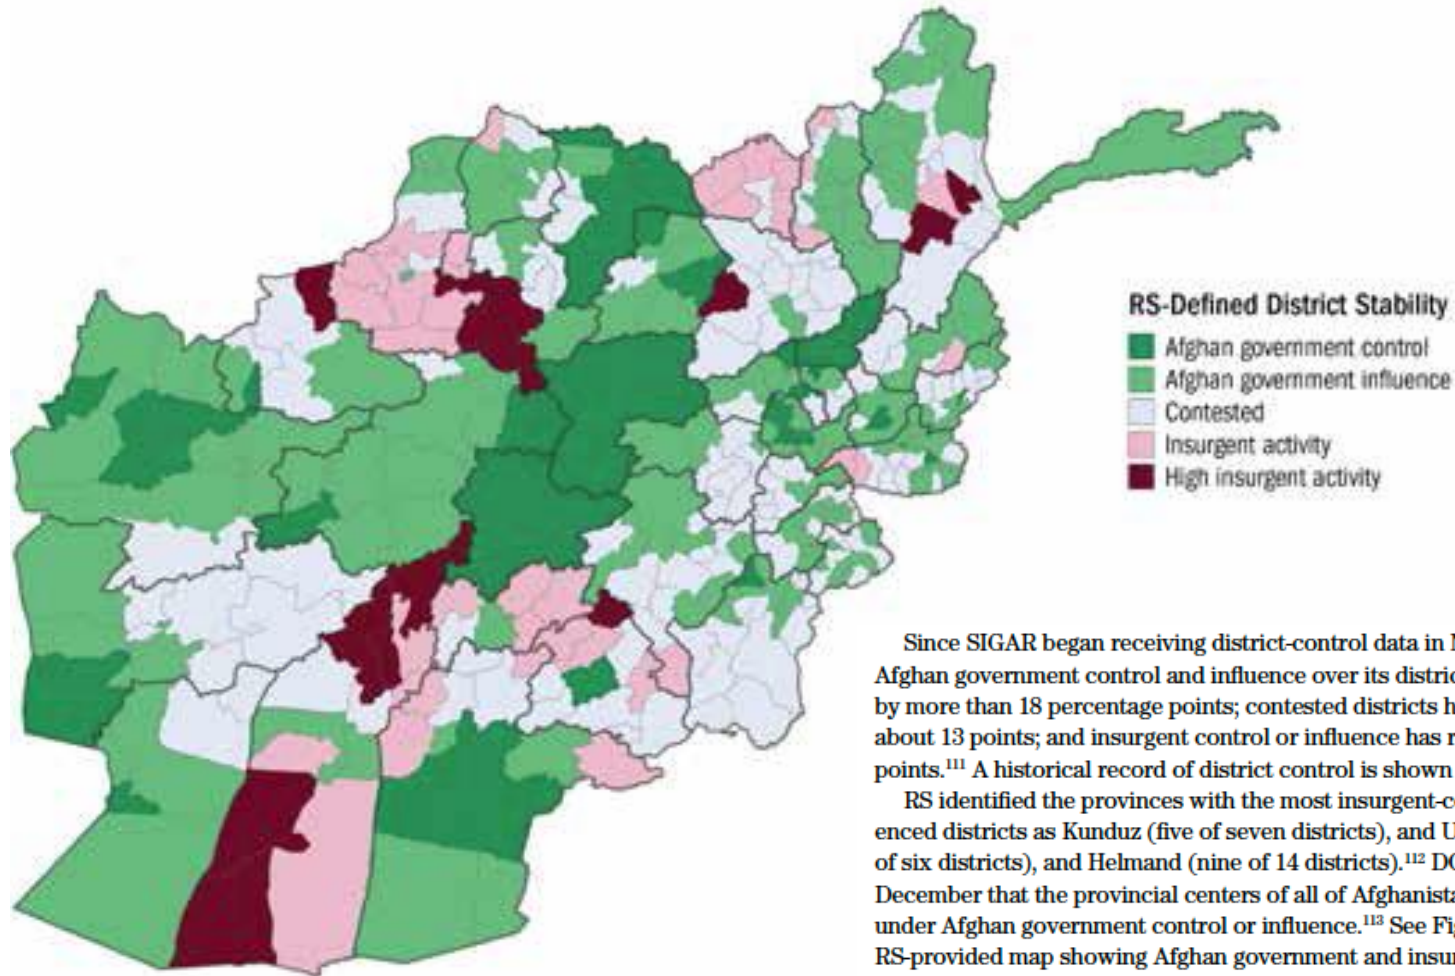 RS-Defined District Stability
Afghan government control
Afghan government influence
Contested
Insurgent activity
High insurgent activity
Since SIGAR began receiving district-control data in
Afghan government control and influence over its
by more than 18 percentage points; contested districts
about 13 points; and insurgent control or influence has
points.¹¹¹ A historical record of district control is shown
RS identified the provinces with the most
enced districts as Kunduz (five of seven districts), and
of six districts), and Helmand (nine of 14 districts).¹¹²
December that the provincial centers of all of
under Afghan government control or influence.¹¹³ See
RS-provided map showing Afghan government and